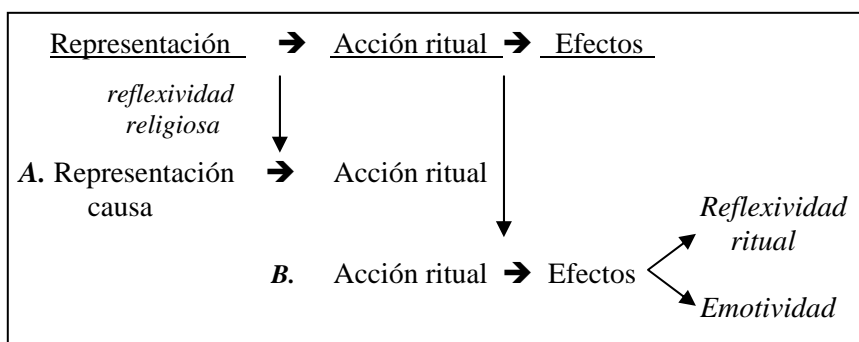 Representación ➔ Acción ritual ➔ Efectos
reflexividad
religiosa
A. Representación ➔ Acción ritual
causa
Reflexividad
ritual
B. Acción ritual ➔ Efectos
Emotividad